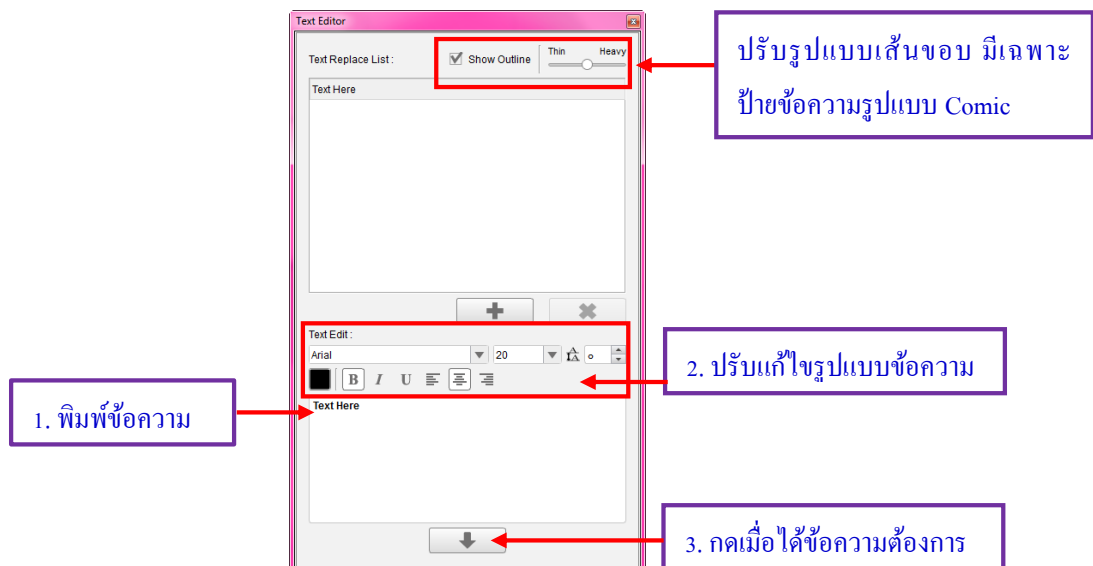 Text Editor
Text Replace List :
Show Outline
Thin
Heavy
ปรับรูปแบบเส้นขอบ มีเฉพาะ
ป้ายข้อความรูปแบบ Comic
Text Here
Text Edit :
Arial
20
0
B I U
2. ปรับแก้ไขรูปแบบข้อความ
1. พิมพ์ข้อความ
Text Here
3. กดเมื่อได้ข้อความต้องการ